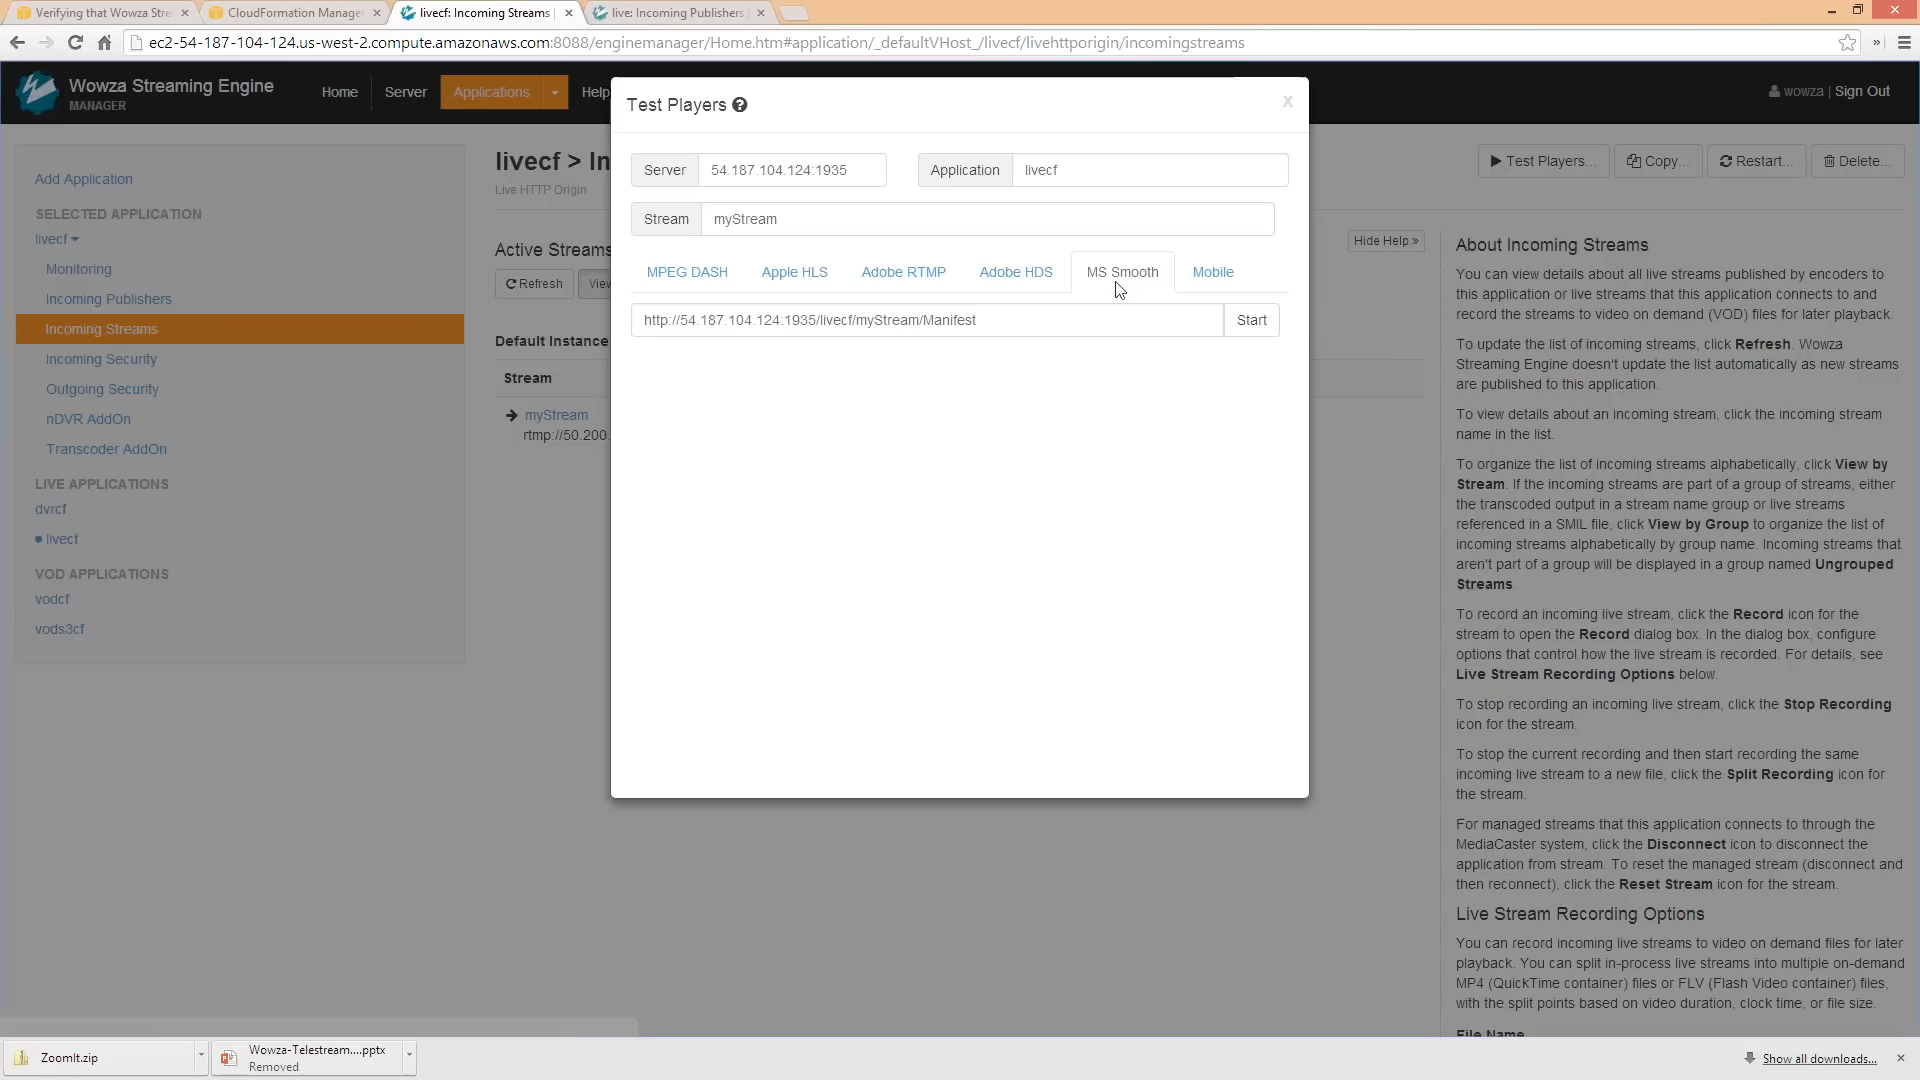 Verifying that Wowza Stre
CloudFormation Manage
livecf: Incoming Streams
live: Incoming Publishers
ec2-54-187-104-124.us-west-2.compute.amazonaws.com:8088/enginemanager/Home.htm#application/_defaultVHost_/livecf/livehttporigin/incomingstreams
Wowza Streaming Engine
MANAGER
Home
Server
Applications
Help
wowza | Sign Out
Add Application
SELECTED APPLICATION
livecf
Monitoring
Incoming Publishers
Incoming Streams
Incoming Security
Outgoing Security
nDVR AddOn
Transcoder AddOn
LIVE APPLICATIONS
dvrcf
livecf
VOD APPLICATIONS
vodcf
vods3cf
livecf > In
Live HTTP Origin
Active Streams
Refresh
View
Default Instance
Stream
myStream
rtmp://50.200.
Test Players...
Copy...
Restart...
Delete...
Hide Help »
Test Players ?
x
Server 54.187.104.124:1935
Application livecf
Stream myStream
MPEG DASH
Apple HLS
Adobe RTMP
Adobe HDS
MS Smooth
Mobile
http://54.187.104.124:1935/livecf/myStream/Manifest
Start
About Incoming Streams
You can view details about all live streams published by encoders to
this application or live streams that this application connects to and
record the streams to video on demand (VOD) files for later playback.
To update the list of incoming streams, click Refresh. Wowza
Streaming Engine doesn't update the list automatically as new streams
are published to this application.
To view details about an incoming stream, click the incoming stream
name in the list.
To organize the list of incoming streams alphabetically, click View by
Stream. If the incoming streams are part of a group of streams, either
the transcoded output in a stream name group or live streams
referenced in a SMIL file, click View by Group to organize the list of
incoming streams alphabetically by group name. Incoming streams that
aren't part of a group will be displayed in a group named Ungrouped
Streams.
To record an incoming live stream, click the Record icon for the
stream to open the Record dialog box. In the dialog box, configure
options that control how the live stream is recorded. For details, see
Live Stream Recording Options below.
To stop recording an incoming live stream, click the Stop Recording
icon for the stream.
To stop the current recording and then start recording the same
incoming live stream to a new file, click the Split Recording icon for
the stream.
For managed streams that this application connects to through the
MediaCaster system, click the Disconnect icon to disconnect the
application from stream. To reset the managed stream (disconnect and
then reconnect), click the Reset Stream icon for the stream.
Live Stream Recording Options
You can record incoming live streams to video on demand files for later
playback. You can split in-process live streams into multiple on-demand
MP4 (QuickTime container) files or FLV (Flash Video container) files,
with the split points based on video duration, clock time, or file size.
File Name
ZoomIt.zip
Wowza-Telestream....pptx
Removed
Show all downloads...